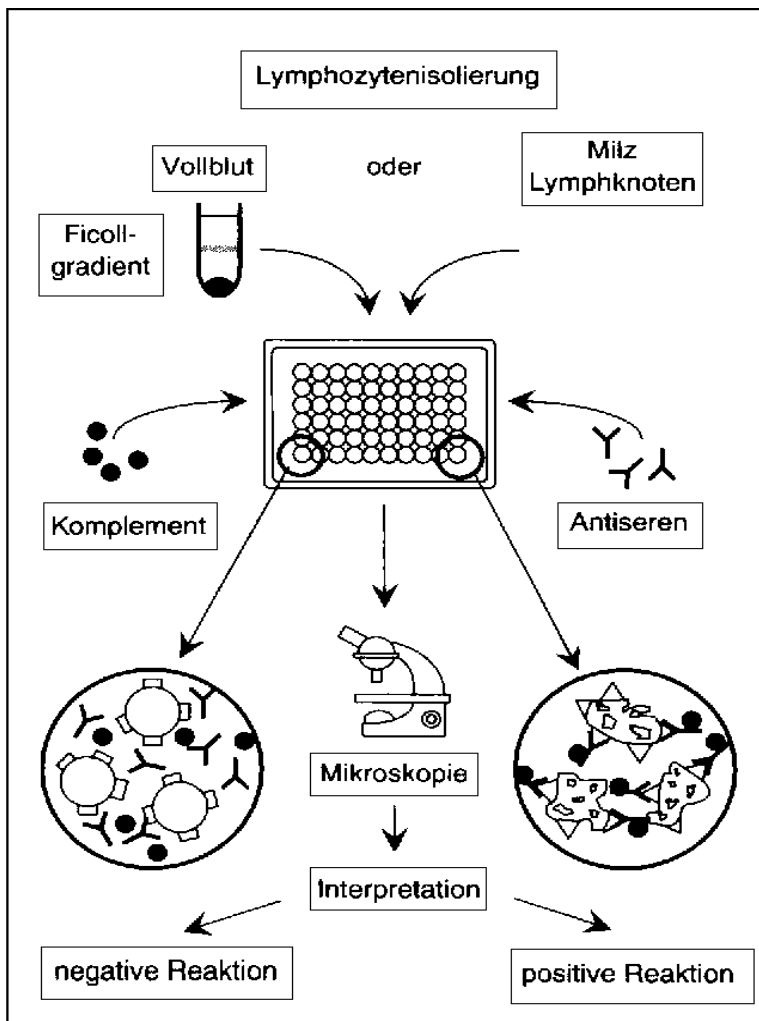 Lymphozytenisolierung
Vollblut
oder
Milz
Lymphknoten
Ficoll-
gradient
Komplement
Antiseren
Mikroskopie
Interpretation
negative Reaktion
positive Reaktion